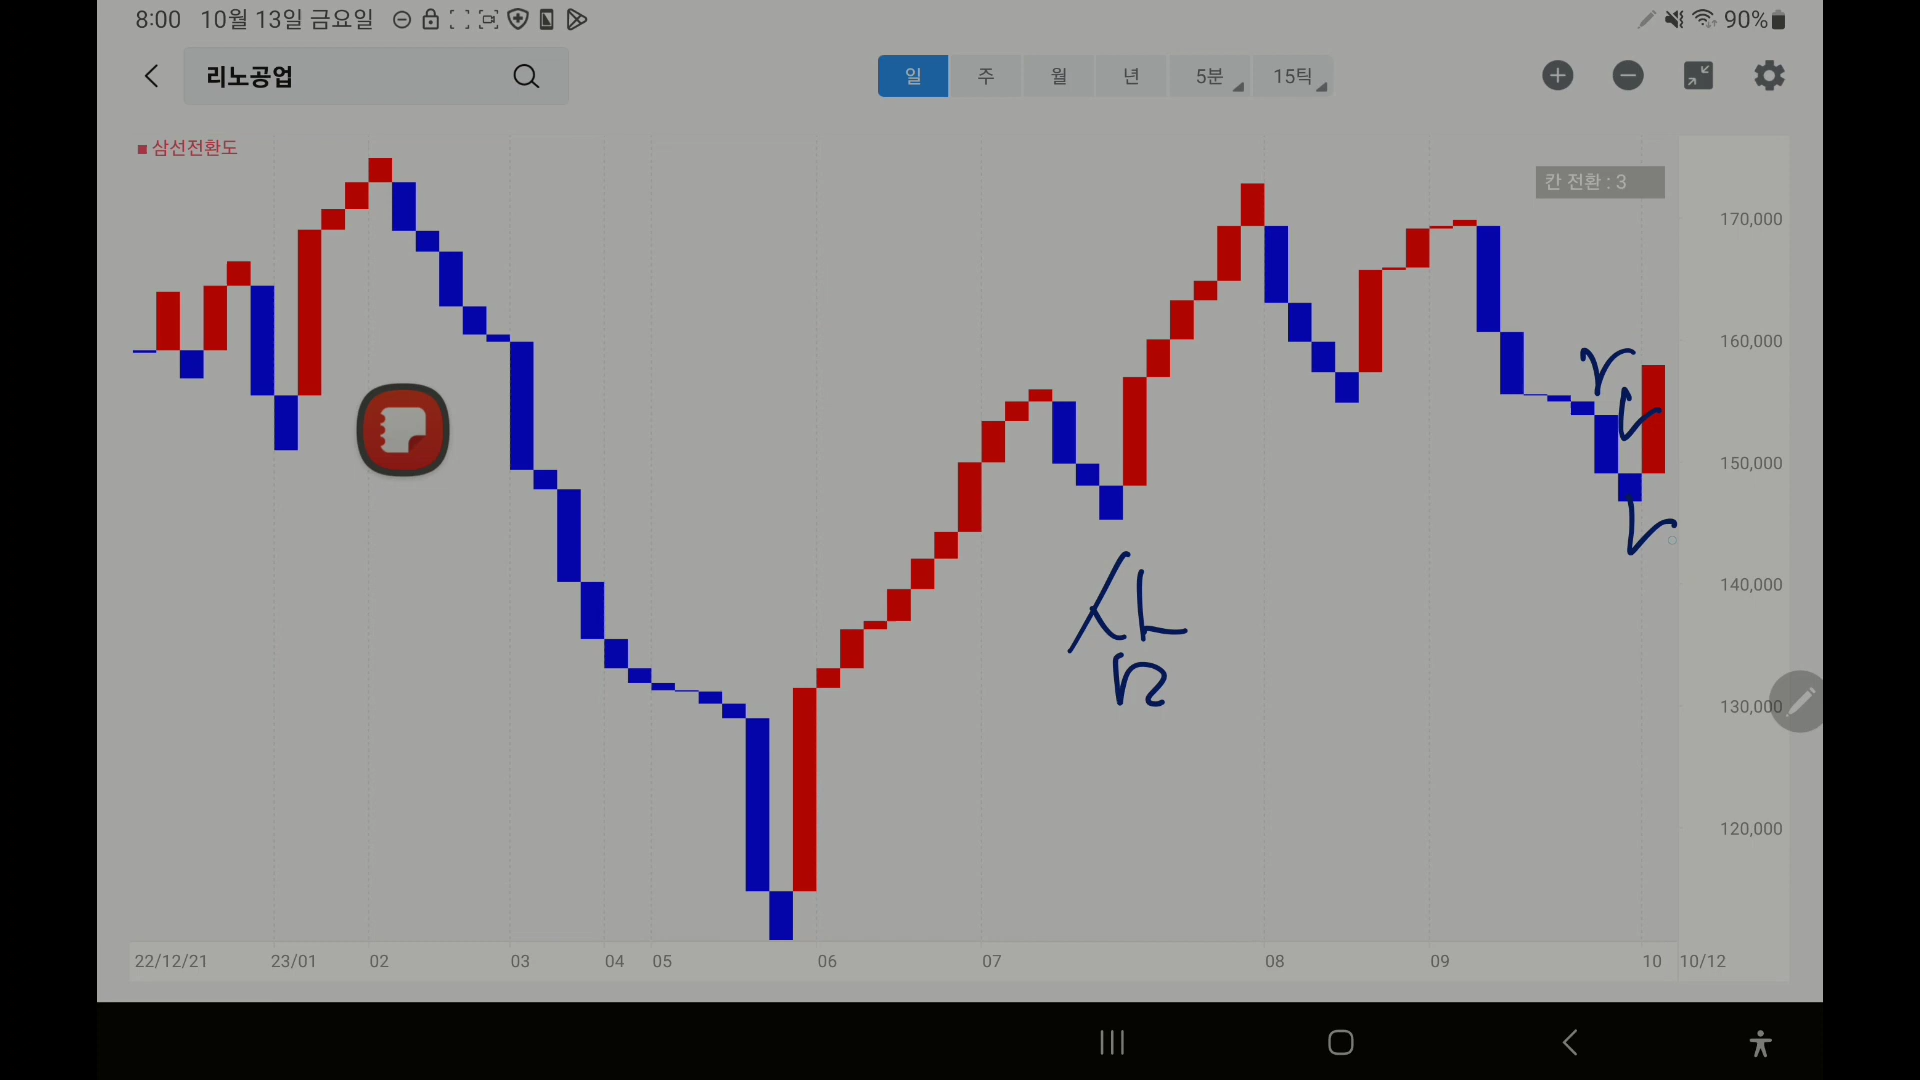 8:00 10월 13일 금요일 90%
리노공업
일 주 월 년 5분 15틱
삼선전환도
칸 전환 : 3
170,000
160,000
150,000
140,000
130,000
120,000
22/12/21 23/01 02 03 04 05 06 07 08 09 10 10/12